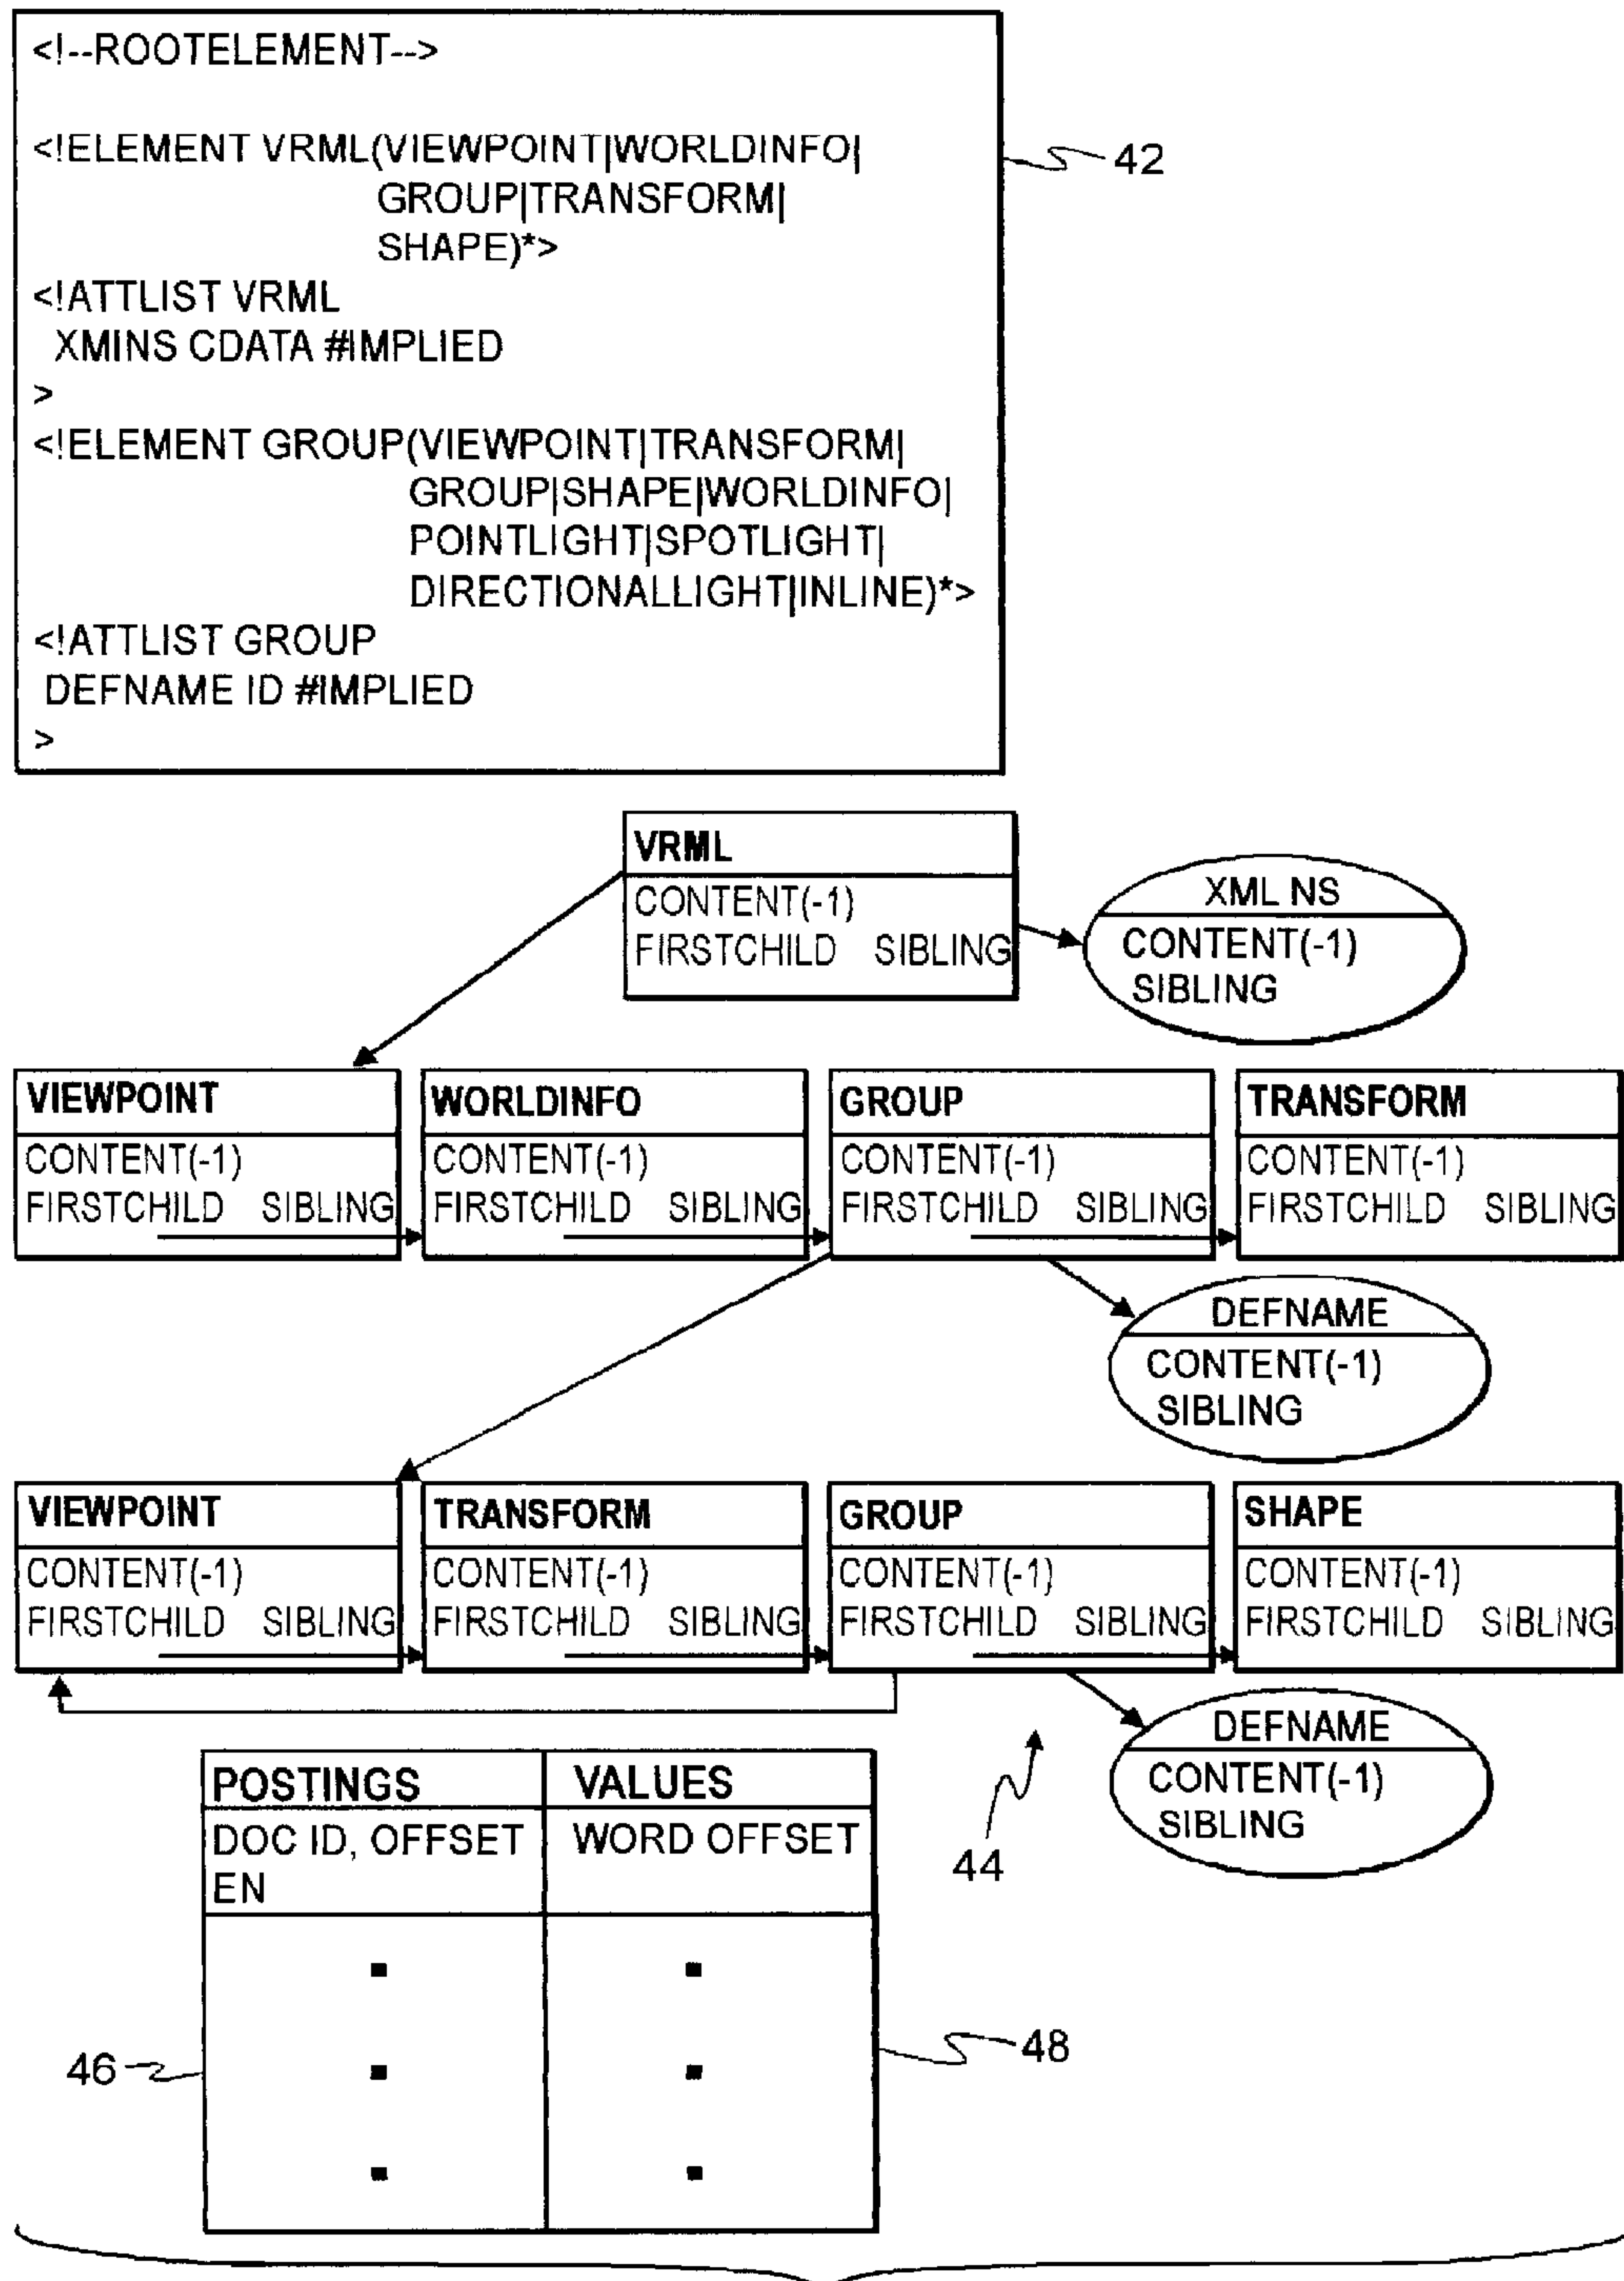 <!--ROOTELEMENT-->
<!ELEMENT VRML(VIEWPOINT|WORLDINFO|
GROUP|TRANSFORM|
SHAPE)*>
<!ATTLIST VRML
XMINS CDATA #IMPLIED
>
<!ELEMENT GROUP(VIEWPOINT|TRANSFORM|
GROUP|SHAPE|WORLDINFO|
POINTLIGHT|SPOTLIGHT|
DIRECTIONALLIGHT|INLINE)*>
<!ATTLIST GROUP
DEFNAME ID #IMPLIED
>
42
VRML
CONTENT(-1)
FIRSTCHILD SIBLING
XML NS
CONTENT(-1)
SIBLING
VIEWPOINT
CONTENT(-1)
FIRSTCHILD SIBLING
WORLDINFO
CONTENT(-1)
FIRSTCHILD SIBLING
GROUP
CONTENT(-1)
FIRSTCHILD SIBLING
TRANSFORM
CONTENT(-1)
FIRSTCHILD SIBLING
DEFNAME
CONTENT(-1)
SIBLING
VIEWPOINT
CONTENT(-1)
FIRSTCHILD SIBLING
TRANSFORM
CONTENT(-1)
FIRSTCHILD SIBLING
GROUP
CONTENT(-1)
FIRSTCHILD SIBLING
SHAPE
CONTENT(-1)
FIRSTCHILD SIBLING
DEFNAME
CONTENT(-1)
SIBLING
44
POSTINGS
DOC ID, OFFSET
EN
VALUES
WORD OFFSET
46
48